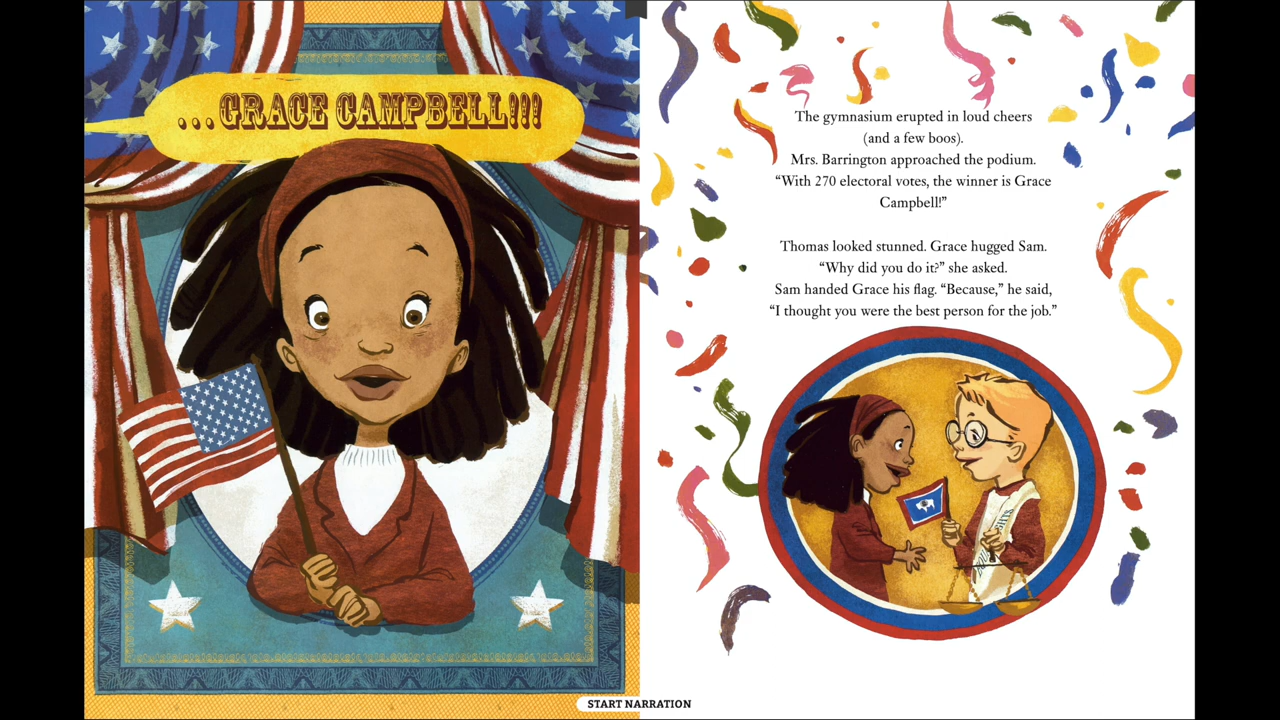 ...GRACE CAMPBELL!!!
The gymnasium erupted in loud cheers
(and a few boos).
Mrs. Barrington approached the podium.
“With 270 electoral votes, the winner is Grace
Campbell!”
Thomas looked stunned. Grace hugged Sam.
“Why did you do it?” she asked.
Sam handed Grace his flag. “Because,” he said,
“I thought you were the best person for the job.”
START NARRATION